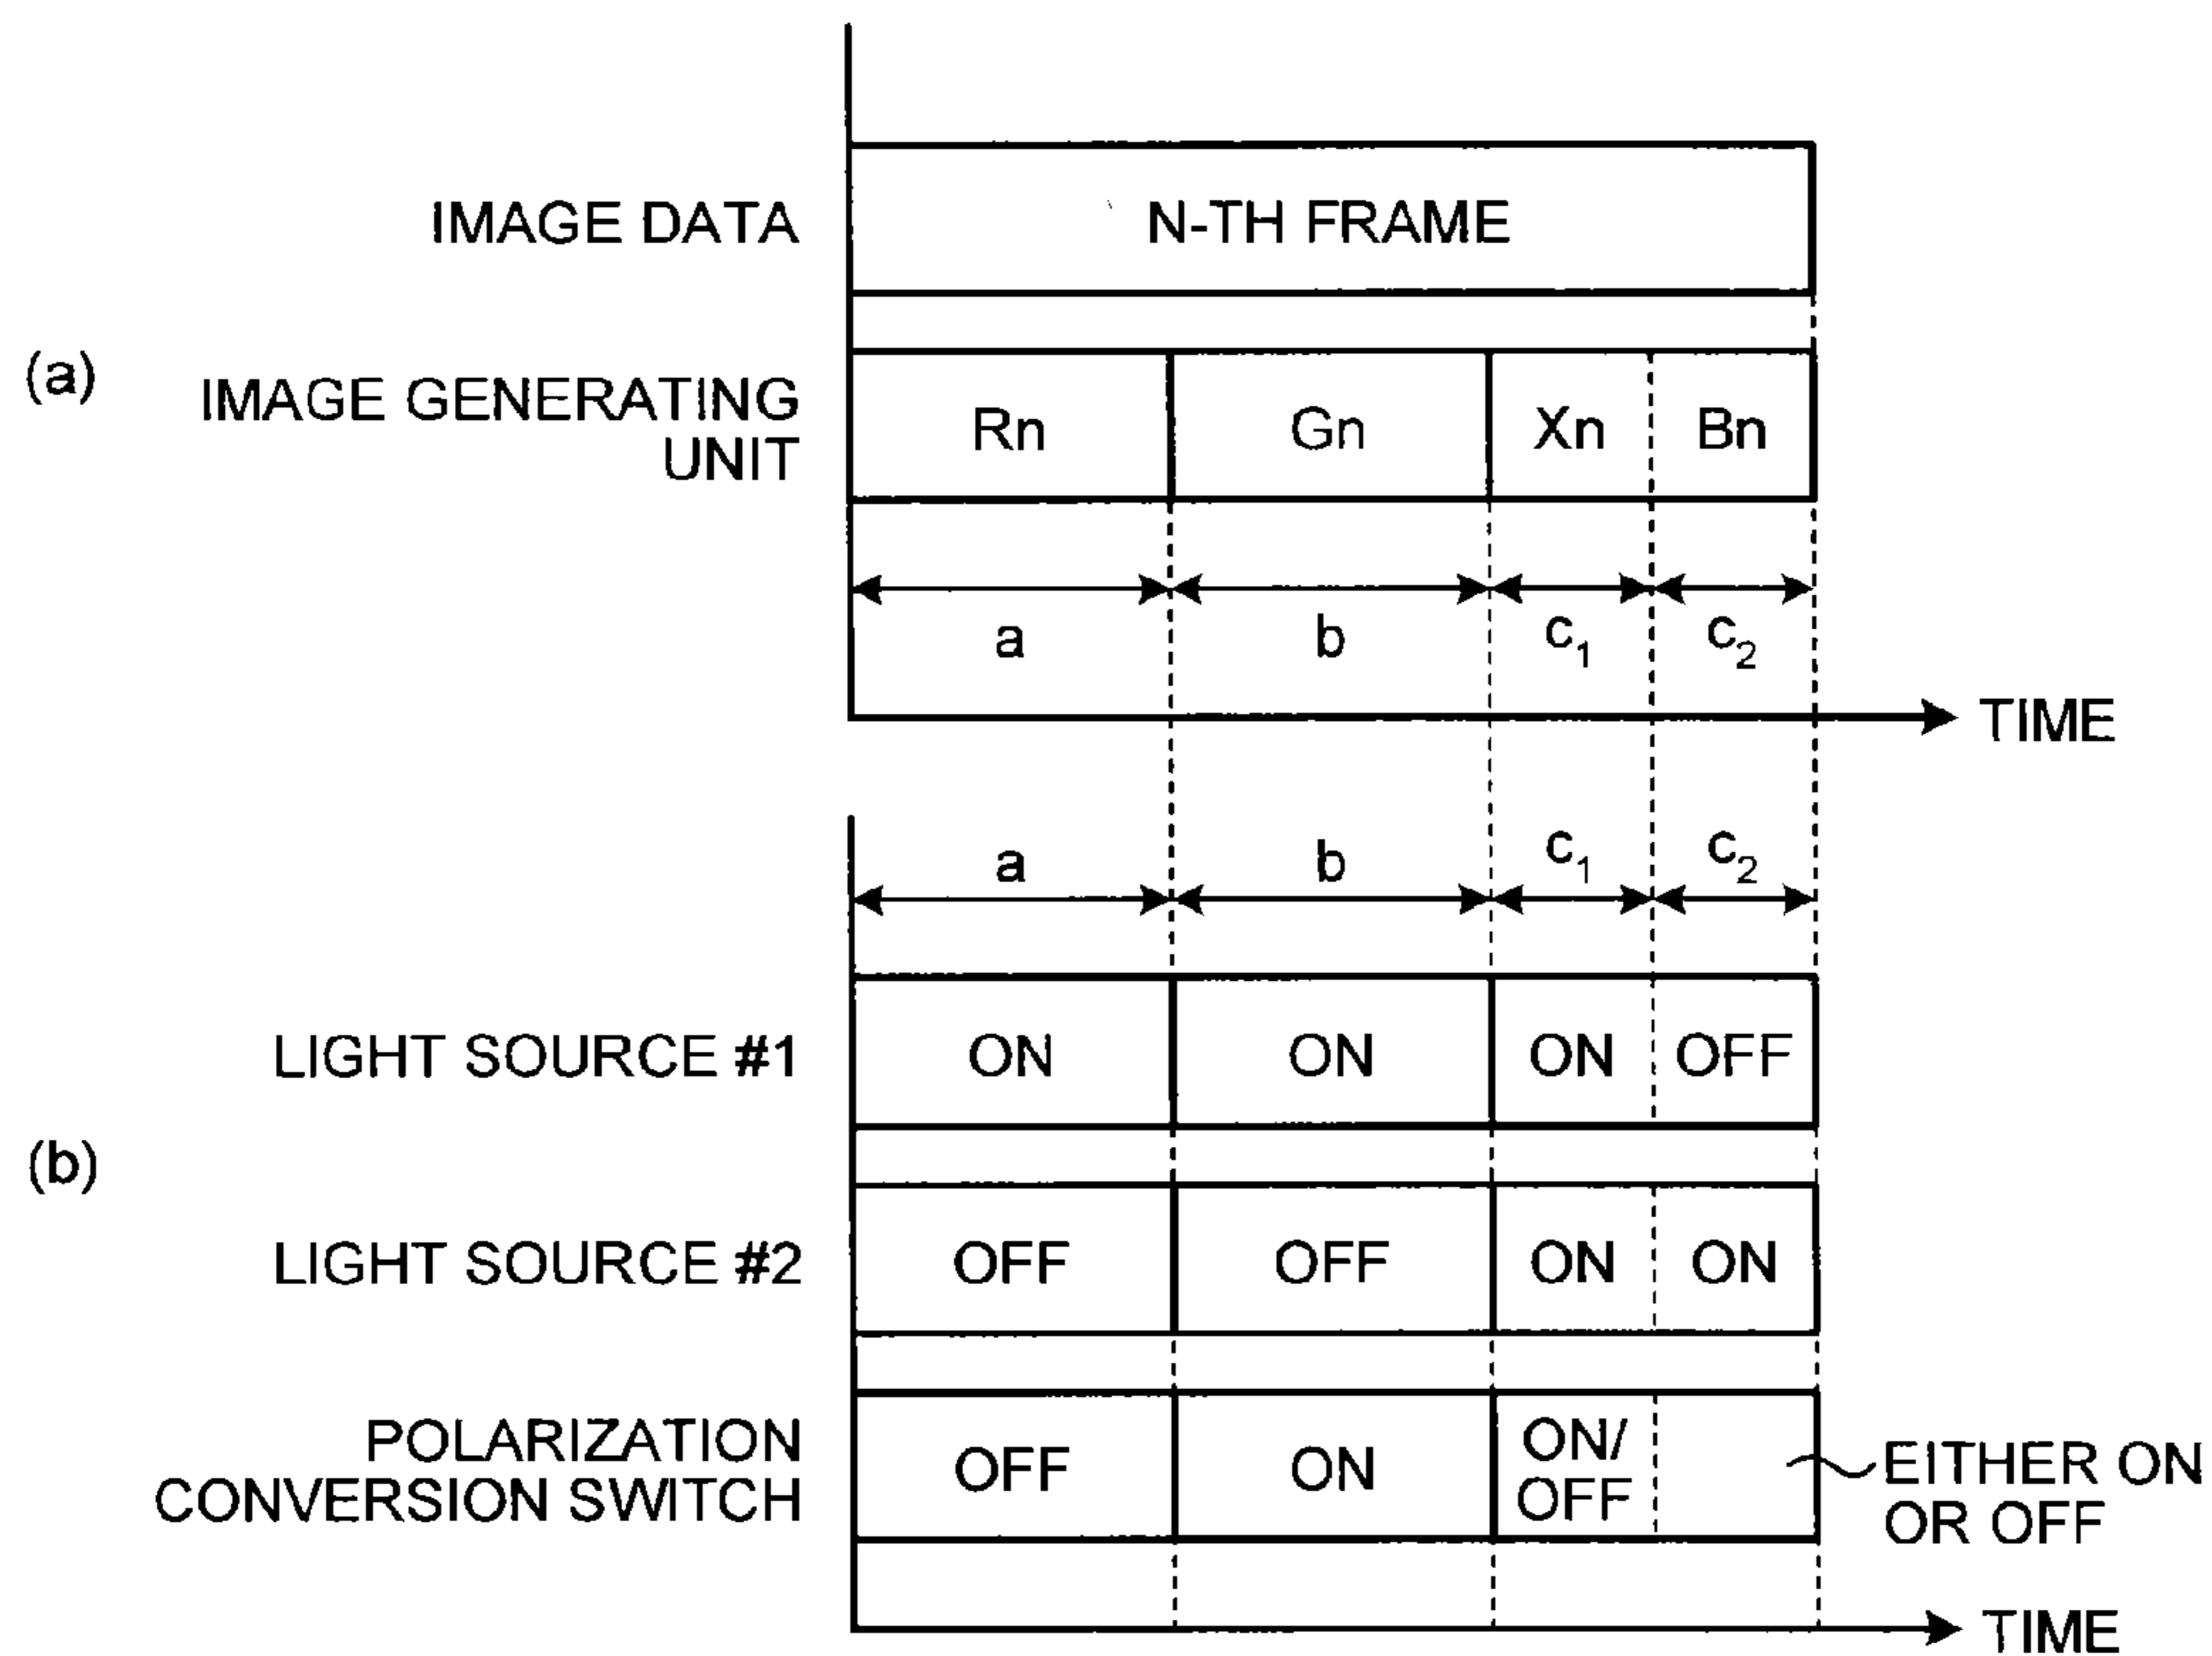 IMAGE DATA
N-TH FRAME
(a)
IMAGE GENERATING
UNIT
Rn
Gn
Xn
Bn
a
b
c1
c2
TIME
a
b
c1
c2
(b)
LIGHT SOURCE #1
ON
ON
ON
OFF
LIGHT SOURCE #2
OFF
OFF
ON
ON
POLARIZATION
CONVERSION SWITCH
OFF
ON
ON/
OFF
EITHER ON
OR OFF
TIME